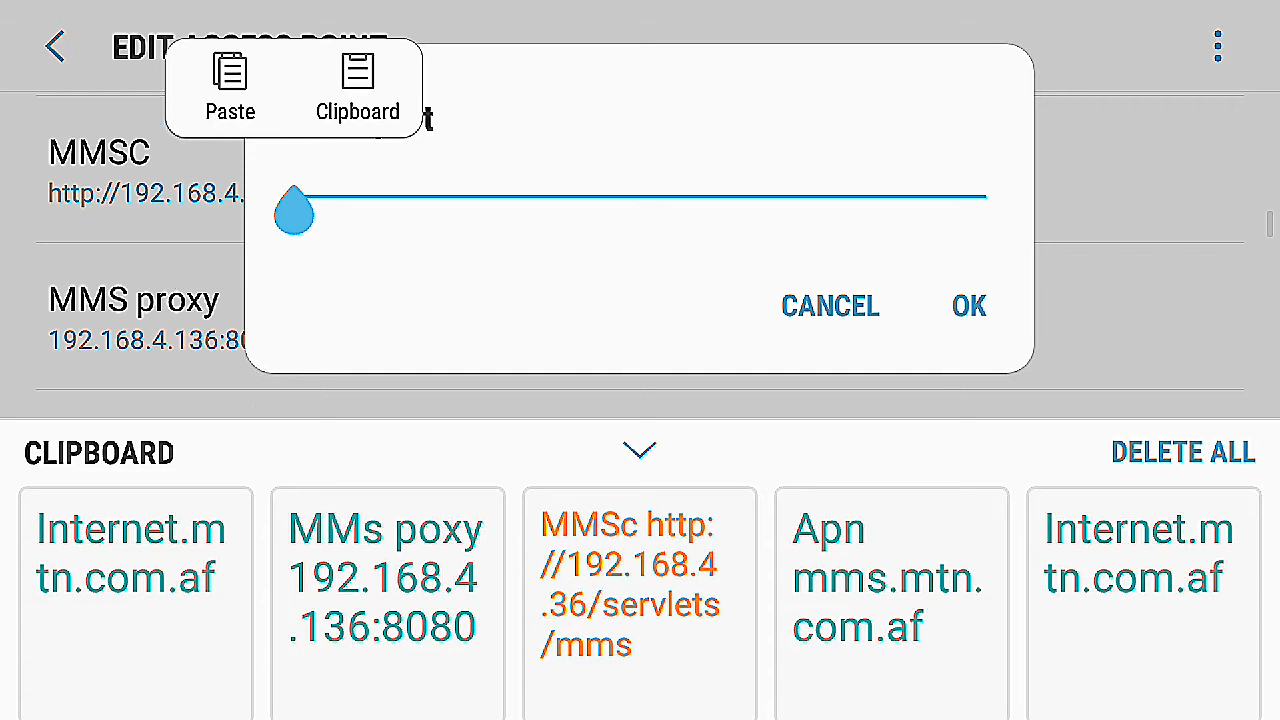 EDIT
Paste
Clipboard
t
MMSC
http://192.168.4.
MMS proxy
192.168.4.136:80
CANCEL
OK
CLIPBOARD
DELETE ALL
Internet.m
tn.com.af
MMs poxy
192.168.4
.136:8080
MMSc http:
//192.168.4
.36/servlets
/mms
Apn
mms.mtn.
com.af
Internet.m
tn.com.af